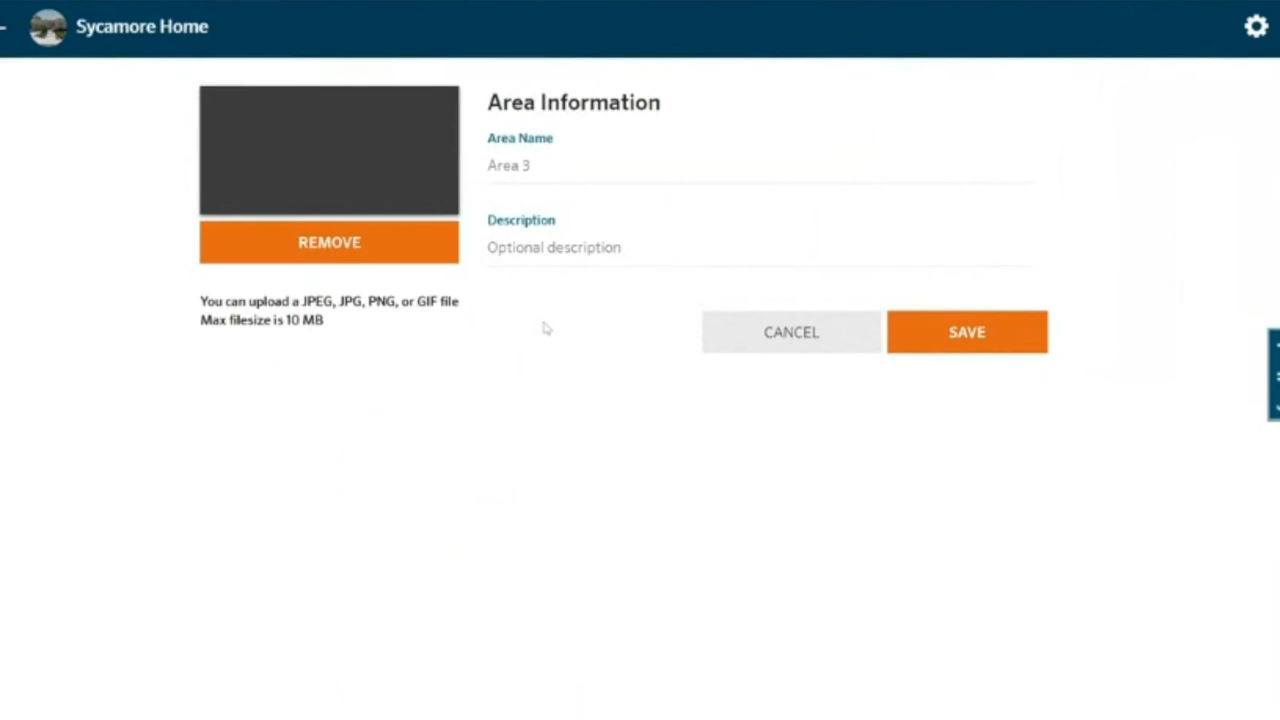 Sycamore Home
Area Information
Area Name
Area 3
Description
Optional description
REMOVE
You can upload a JPEG, JPG, PNG, or GIF file
Max filesize is 10 MB
CANCEL
SAVE